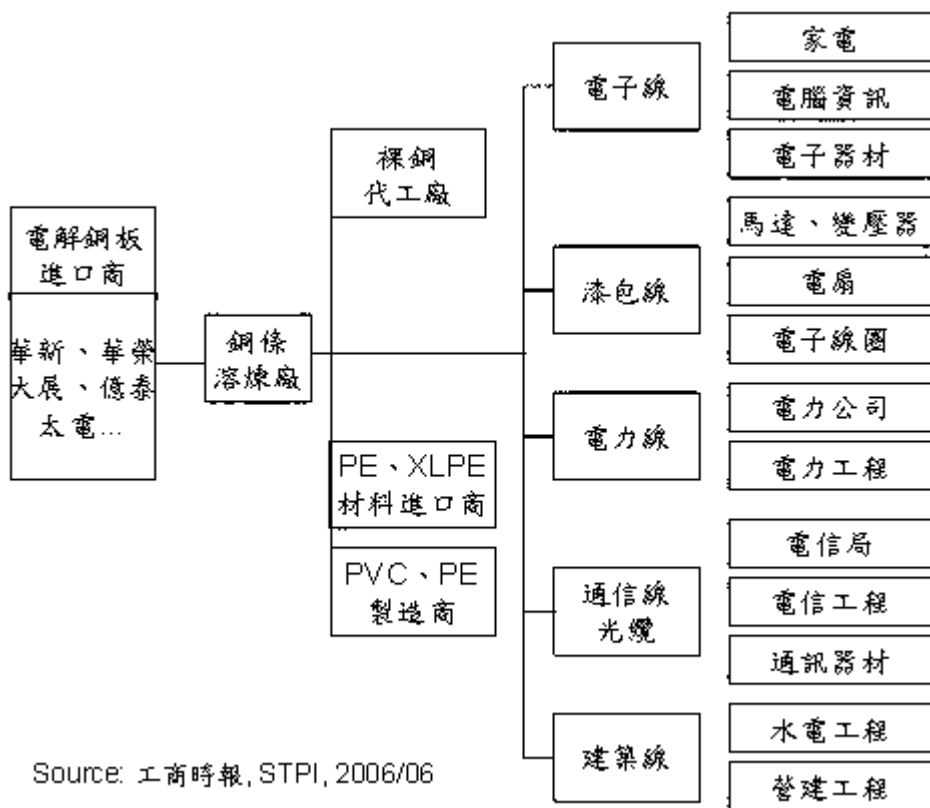 電解銅板
進口商
華新、華榮
大展、億泰
太電...
銅條
溶煉廠
裸銅
代工廠
PE、XLPE
材料進口商
PVC、PE
製造商
電子線
家電
電腦資訊
電子器材
漆包線
馬達、變壓器
電扇
電子線圈
電力線
電力公司
電力工程
通信線
光纜
電信局
電信工程
通訊器材
建築線
水電工程
營建工程
Source: 工商時報, STPI, 2006/06